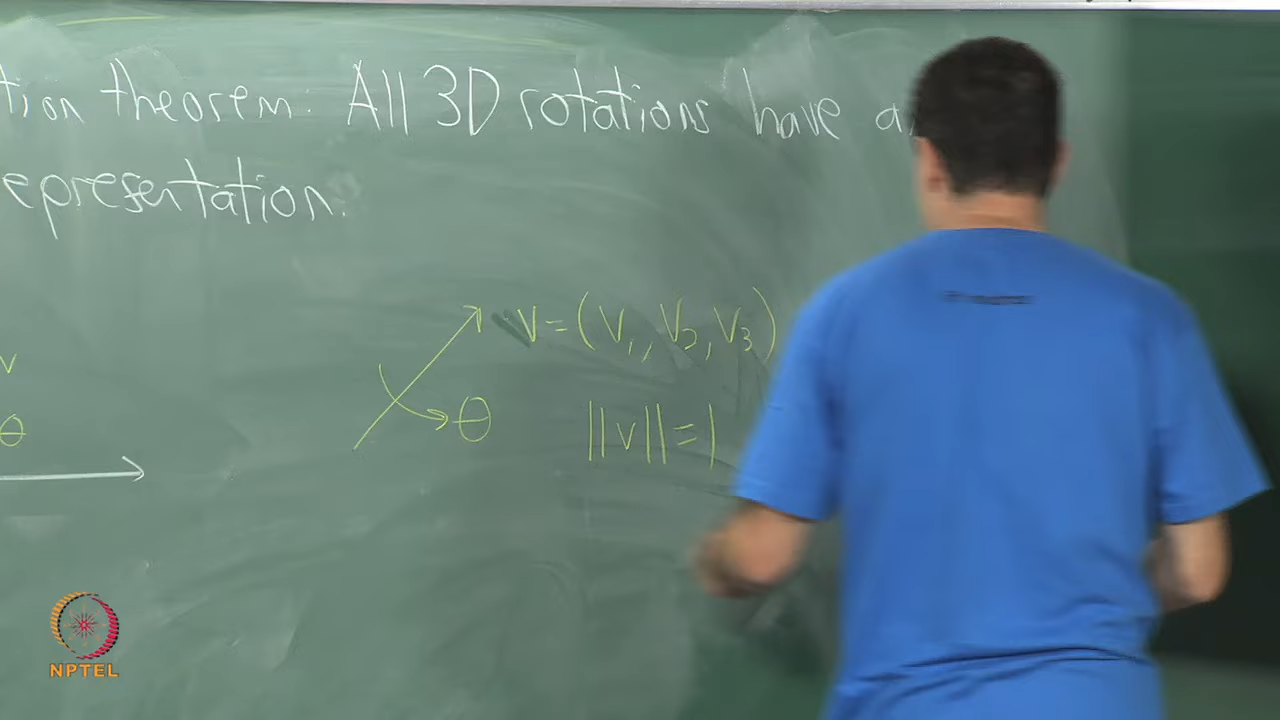 tion theorem: All 3D rotations have a
epresentation.
v = (v₁, v₂, v₃)
v
θ
θ
||v|| = 1
NPTEL